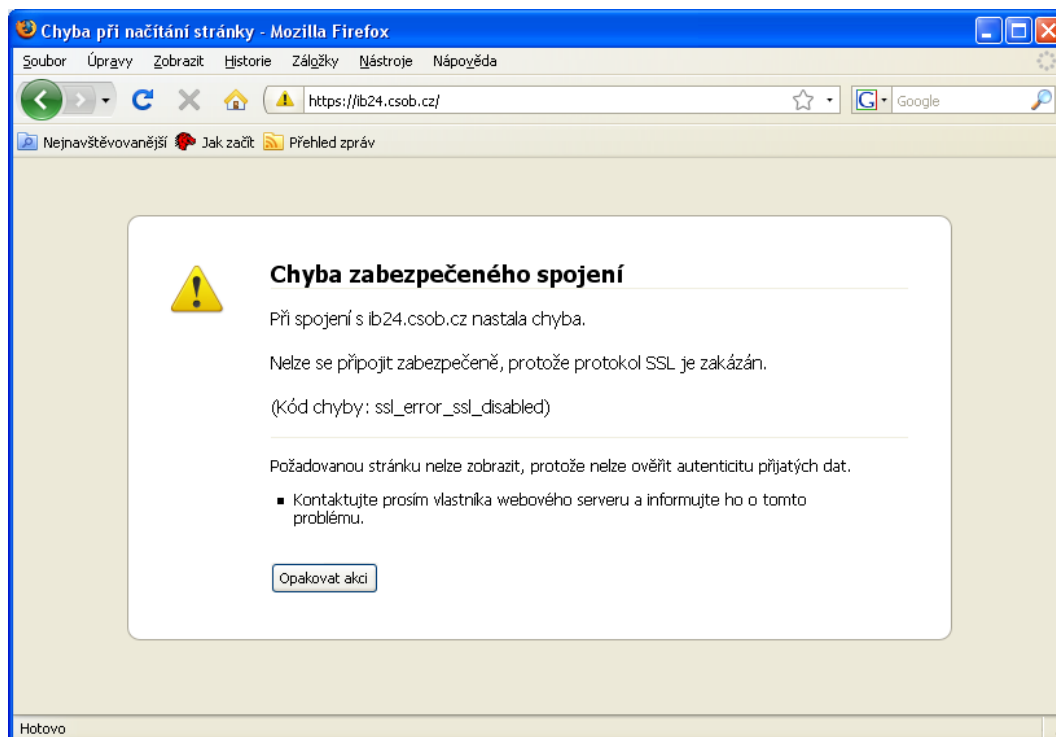 Chyba při načítání stránky - Mozilla Firefox
Soubor Úpravy Zobrazit Historie Záložky Nástroje Nápověda
https://ib24.csob.cz/ G Google
Nejnavštěvovanější Jak začít Přehled zpráv
Chyba zabezpečeného spojení
Při spojení s ib24.csob.cz nastala chyba.
Nelze se připojit zabezpečeně, protože protokol SSL je zakázán.
(Kód chyby: ssl_error_ssl_disabled)
Požadovanou stránku nelze zobrazit, protože nelze ověřit autenticitu přijatých dat.
Kontaktujte prosím vlastníka webového serveru a informujte ho o tomto
problému.
Opakovat akci
Hotovo